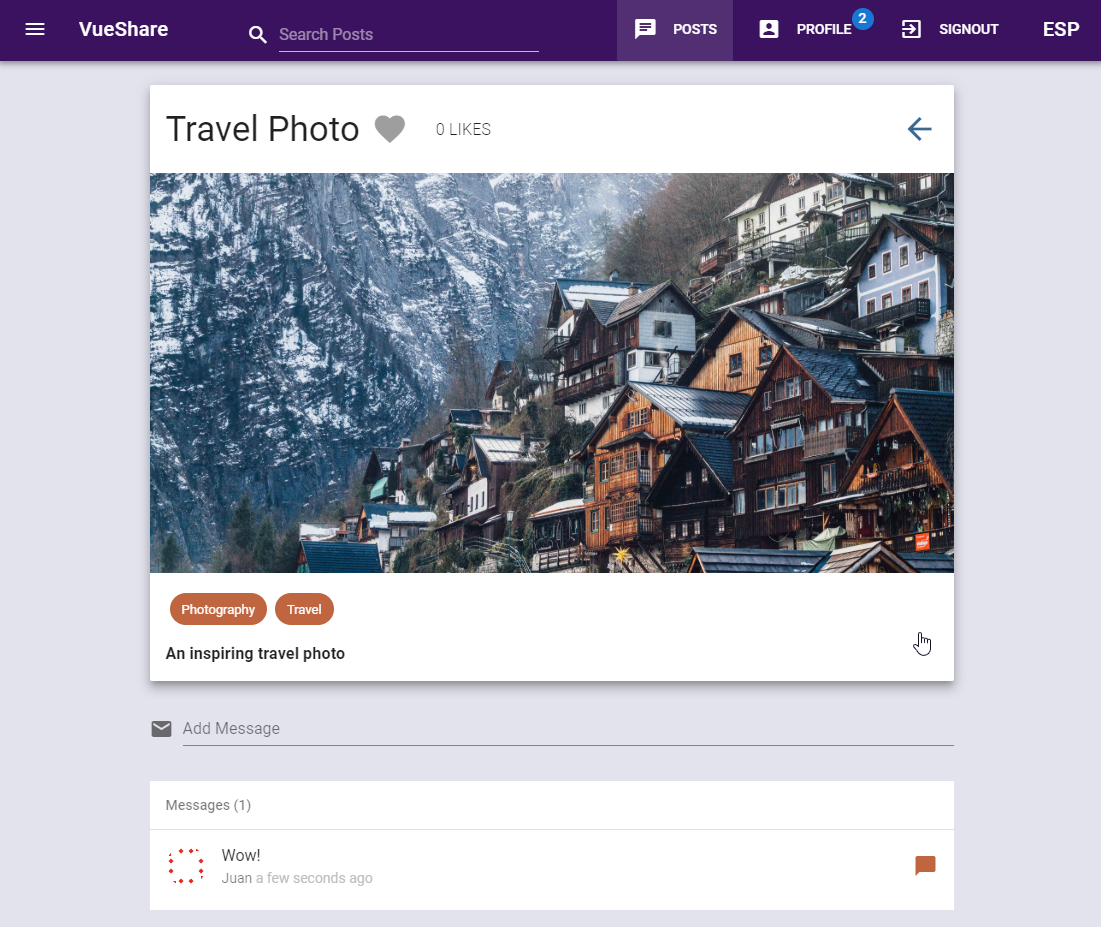 VueShare
Search Posts
POSTS
PROFILE
2
SIGNOUT
ESP
Travel Photo
0 LIKES
Photography
Travel
An inspiring travel photo
Add Message
Messages (1)
Wow!
Juan a few seconds ago